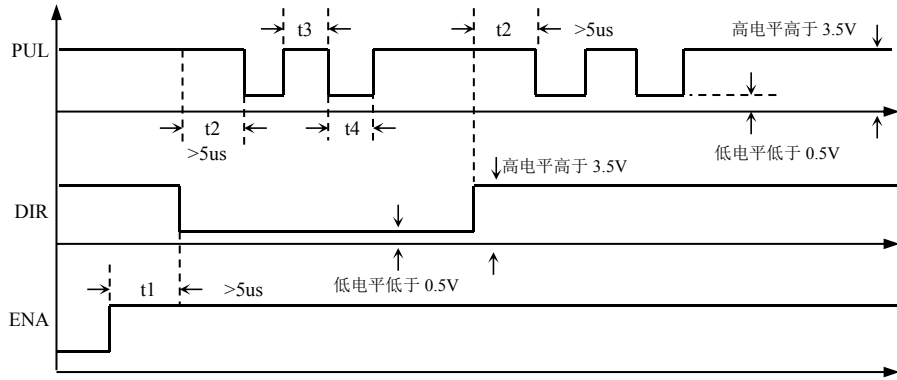 t3
t2
>5us
高电平高于 3.5V
PUL
t2
t4
>5us
低电平低于 0.5V
高电平高于 3.5V
DIR
低电平低于 0.5V
t1
>5us
ENA